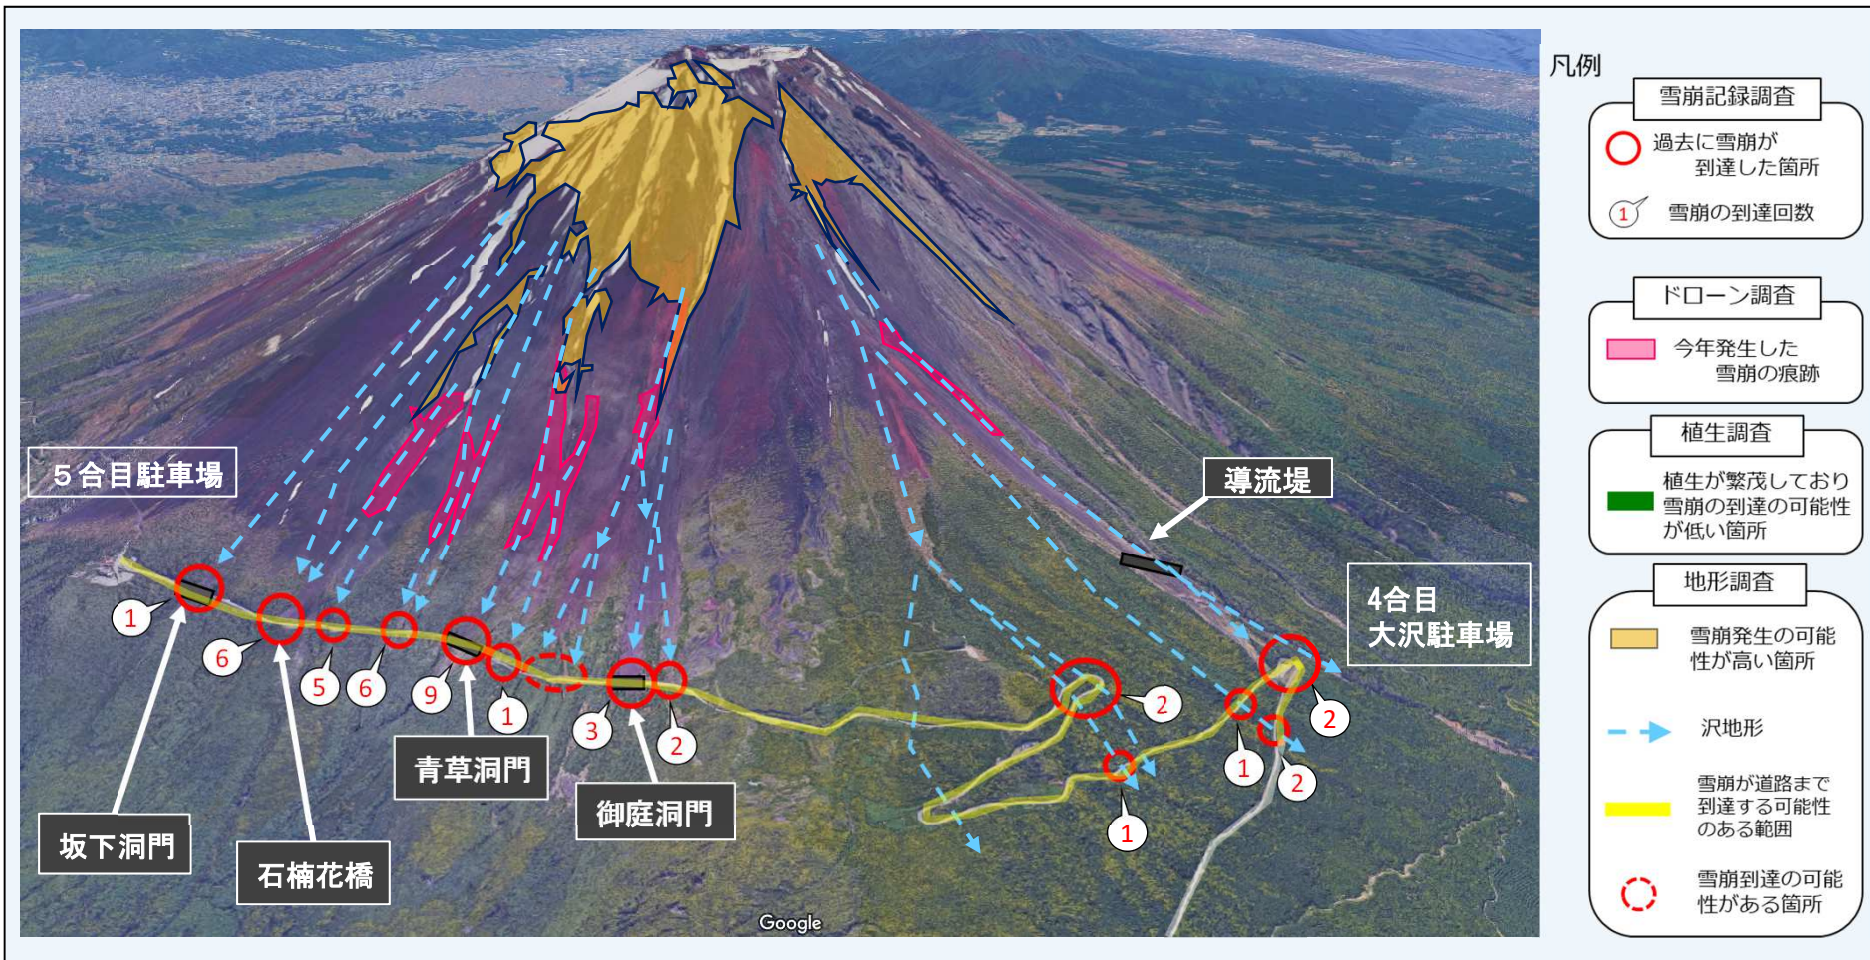 凡例
雪崩記録調査
過去に雪崩が
到達した箇所
1
雪崩の到達回数
ドローン調査
今年発生した
雪崩の痕跡
植生調査
植生が繁茂しており
雪崩の到達の可能性
が低い箇所
地形調査
雪崩発生の可能
性が高い箇所
沢地形
雪崩が道路まで
到達する可能性
のある範囲
雪崩到達の可能
性がある箇所
5合目駐車場
導流堤
4合目
大沢駐車場
1
6
5
6
9
1
3
2
2
1
1
2
2
坂下洞門
石楠花橋
青草洞門
御庭洞門
Google